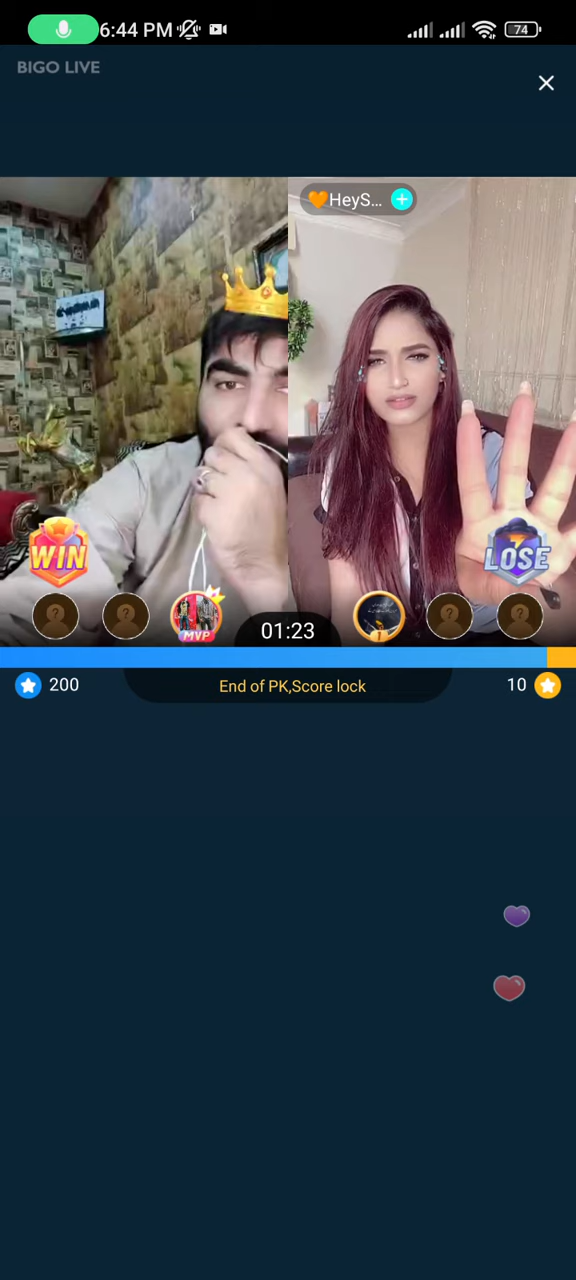 6:44 PM
74
BIGO LIVE
🧡HeyS...
WIN
LOSE
MVP
1
01:23
200
End of PK,Score lock
10